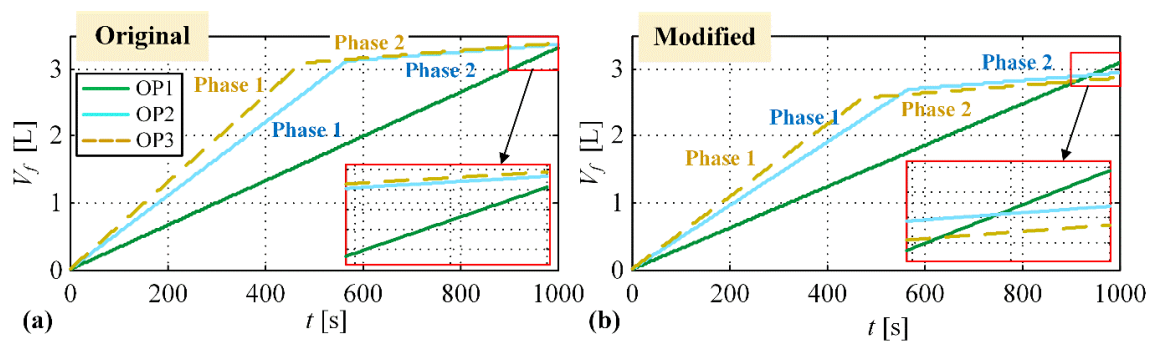 Original
3
2
1
0
V_f [L]
OP1
OP2
OP3
Phase 1
Phase 2
Phase 2
Phase 1
0 200 400 600 800 1000
(a) t [s]
Modified
3
2
1
0
V_f [L]
Phase 2
Phase 1
Phase 2
Phase 1
0 200 400 600 800 1000
(b) t [s]